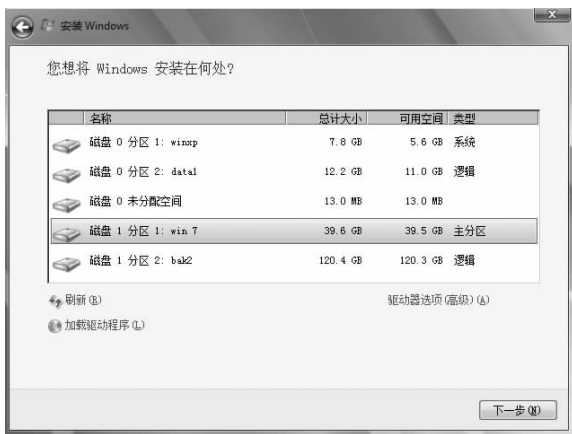 安装 Windows
您想将 Windows 安装在何处?
名称 总计大小 可用空间 类型
磁盘 0 分区 1: winxp 7.8 GB 5.6 GB 系统
磁盘 0 分区 2: data1 12.2 GB 11.0 GB 逻辑
磁盘 0 未分配空间 13.0 MB 13.0 MB
磁盘 1 分区 1: win 7 39.6 GB 39.5 GB 主分区
磁盘 1 分区 2: bak2 120.4 GB 120.3 GB 逻辑
刷新(R) 驱动器选项(高级)(A)
加载驱动程序(L)
下一步(N)